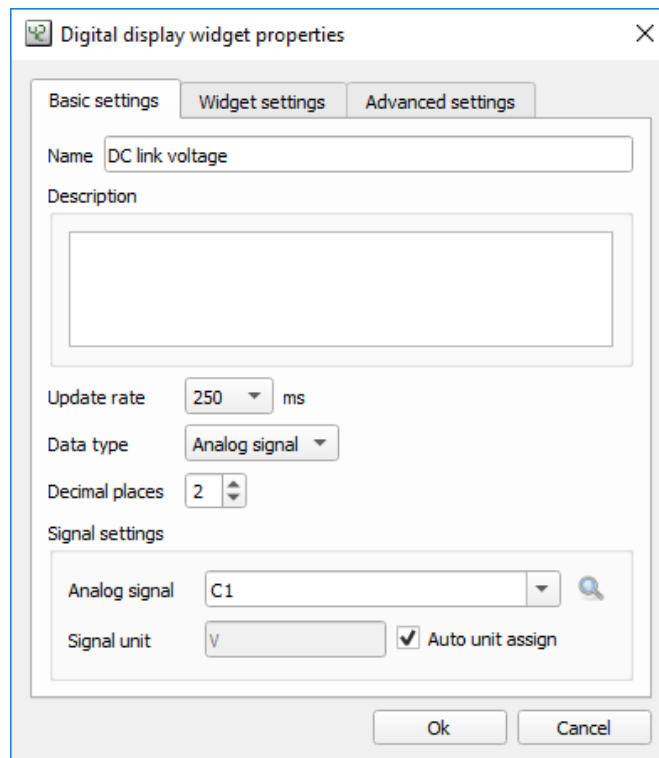 Digital display widget properties
Basic settings Widget settings Advanced settings
Name DC link voltage
Description
Update rate 250 ms
Data type Analog signal
Decimal places 2
Signal settings
Analog signal C1
Signal unit V Auto unit assign
Ok Cancel